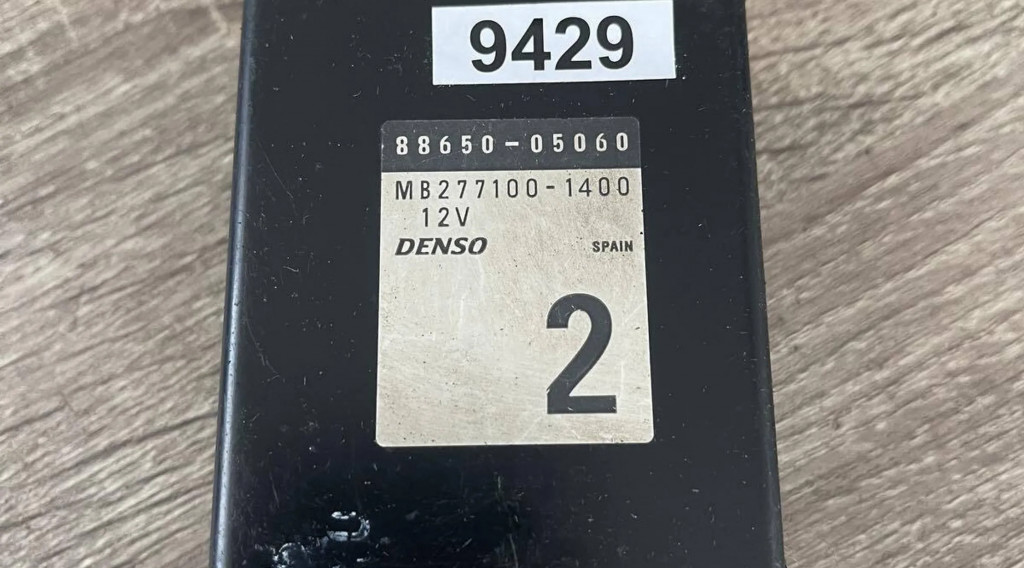 9429
88650-05060
MB277100-1400
12V
DENSO SPAIN
2